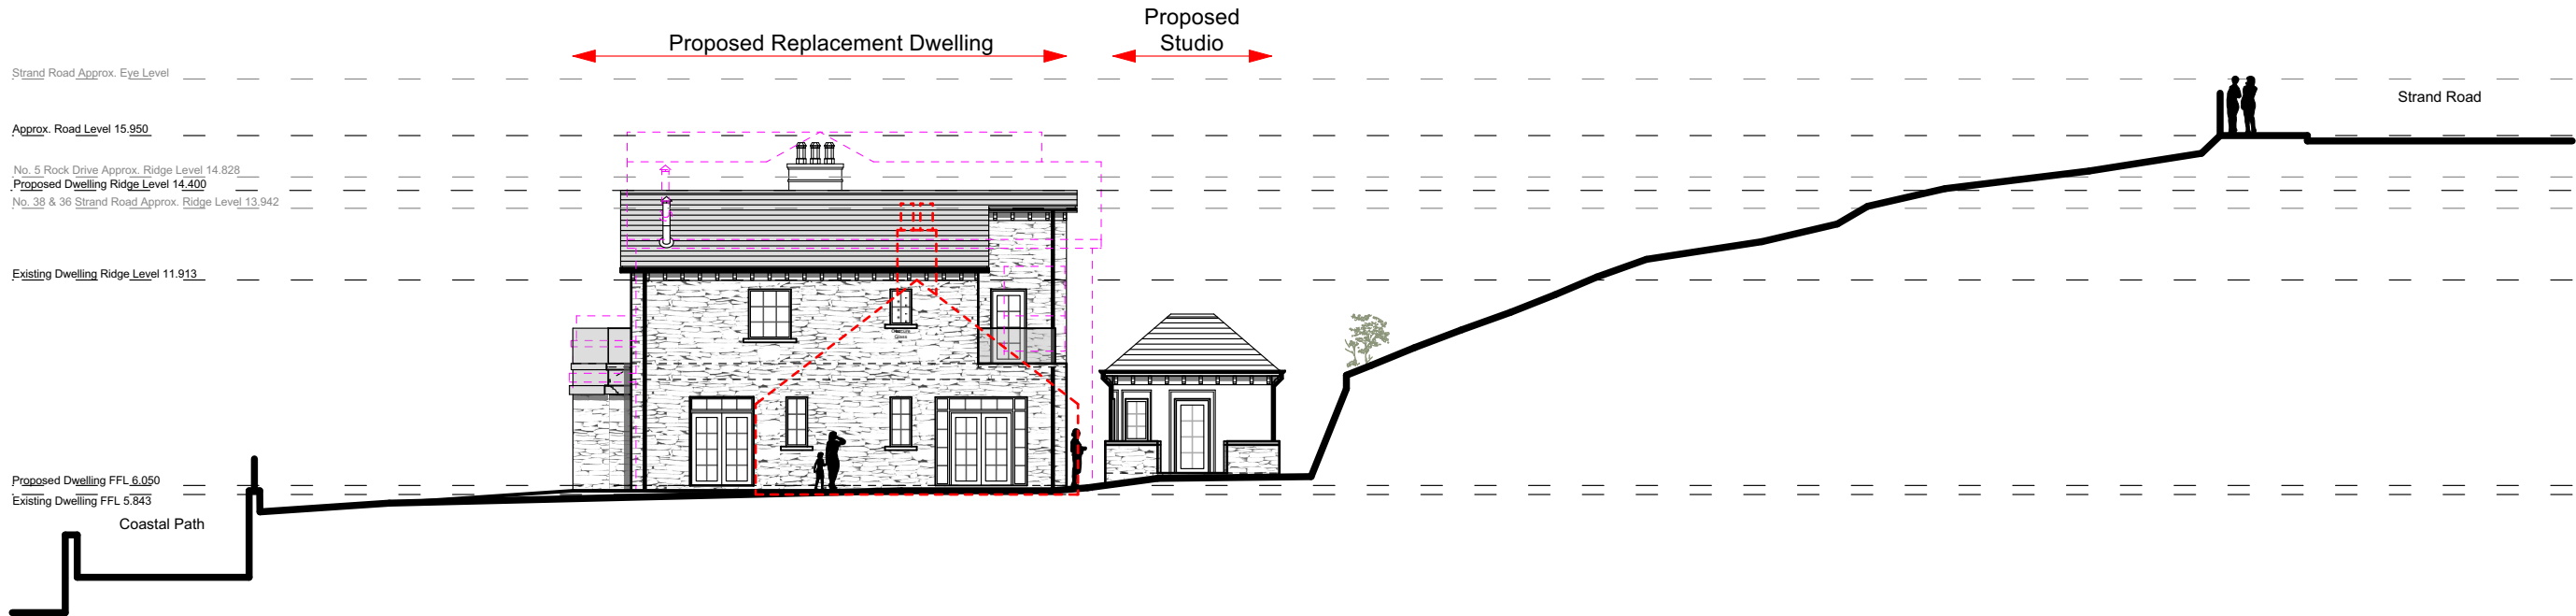 Proposed
Studio
Proposed Replacement Dwelling
Strand Road Approx. Eye Level
Strand Road
Approx. Road Level 15.950
No. 5 Rock Drive Approx. Ridge Level 14.828
Proposed Dwelling Ridge Level 14.400
No. 38 & 36 Strand Road Approx. Ridge Level 13.942
Existing Dwelling Ridge Level 11.913
Proposed Dwelling FFL 6.050
Existing Dwelling FFL 5.843
Coastal Path